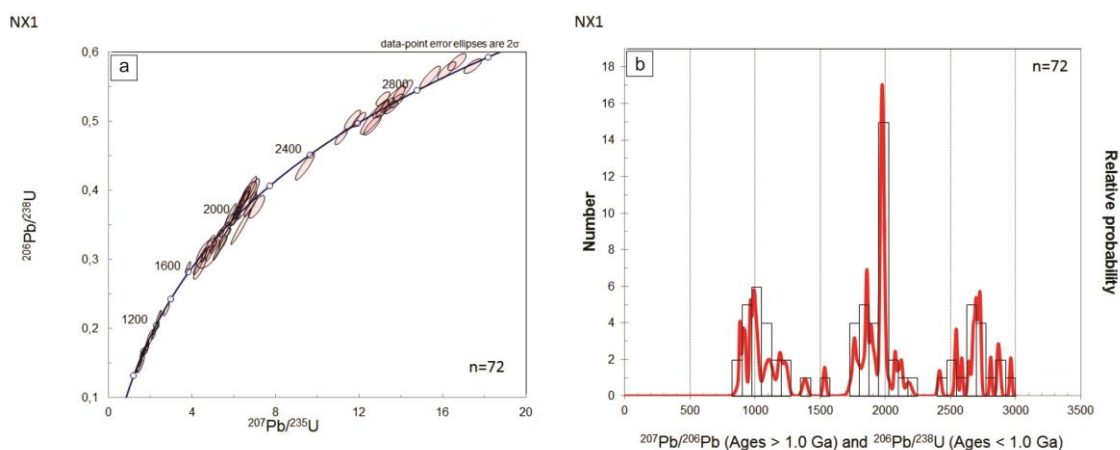 NX1
data-point error ellipses are 2σ
0,6
a
2800
0,5
2400
0,4
2000
0,3
1600
0,2
1200
n=72
0,1
0
4
8
12
16
20
²⁰⁶Pb/²³⁸U
²⁰⁷Pb/²³⁵U
NX1
b
n=72
18
16
14
12
10
8
6
4
2
0
Number
Relative probability
0
500
1000
1500
2000
2500
3000
3500
²⁰⁷Pb/²⁰⁶Pb (Ages > 1.0 Ga) and ²⁰⁶Pb/²³⁸U (Ages < 1.0 Ga)